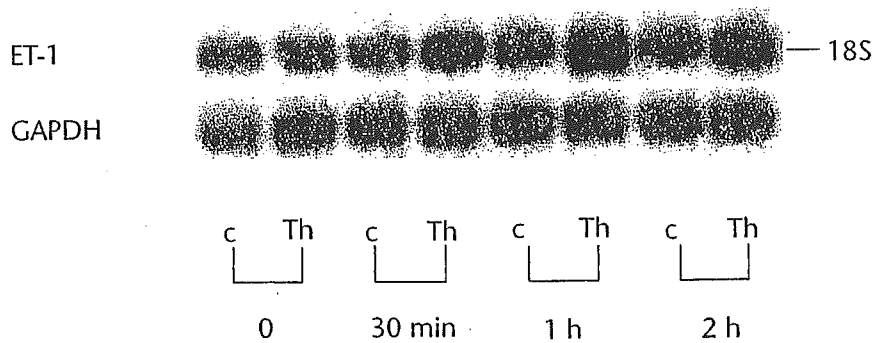 ET-1 18S
GAPDH
c Th c Th c Th c Th
0 30 min 1 h 2 h